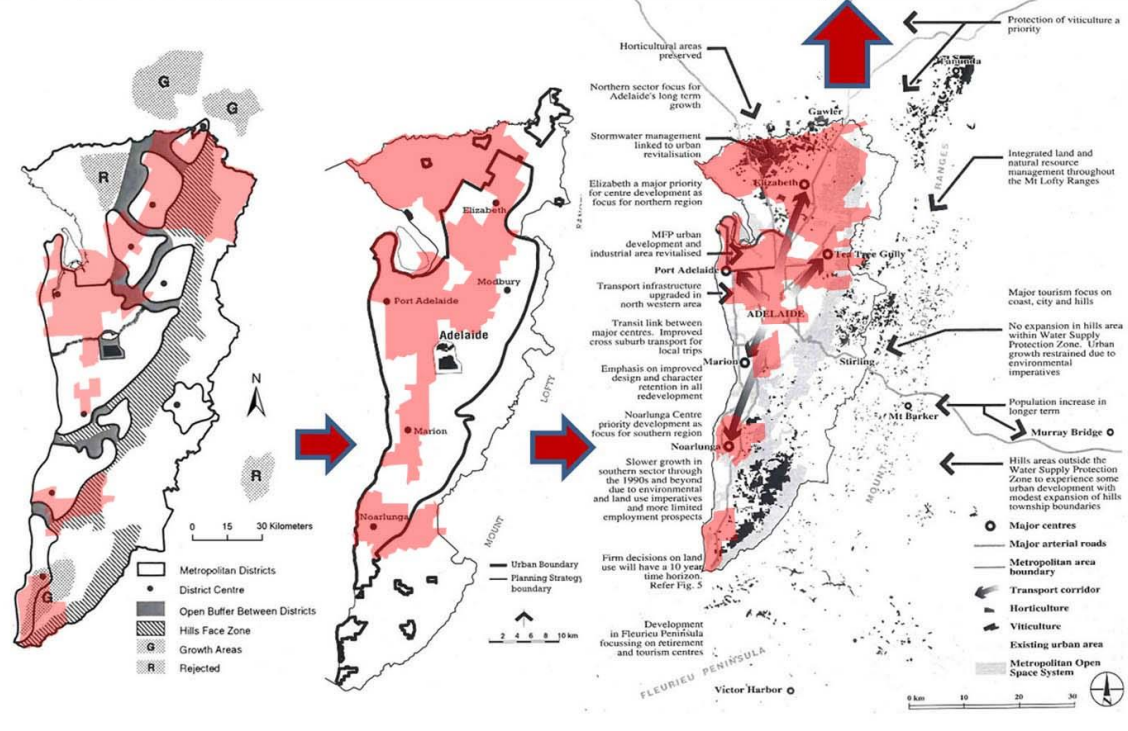 G
G
R
N
R
0 15 30 Kilometers
Metropolitan Districts
District Centre
Open Buffer Between Districts
Hills Face Zone
G
G Growth Areas
R Rejected
Elizabeth
Modbury
Port Adelaide
Adelaide
Marion
Noarlunga
LOFTY
MOUNT
Urban Boundary
Planning Strategy
boundary
2 4 6 8 10 km
Horticultural areas
preserved
Northern sector focus for
Adelaide's long term
growth
Stormwater management
linked to urban
revitalisation
Elizabeth a major priority
for centre development as
focus for northern region
MFP urban
development and
industrial area revitalised
Port Adelaide
Transport infrastructure
upgraded in
north western area
Transit link between
major centres. Improved
cross suburb transport for
local trips
Marion
Emphasis on improved
design and character
retention in all
redevelopment
Noarlunga Centre
priority development as
focus for southern region
Noarlunga
Slower growth in
southern sector through
the 1990s and beyond
due to environmental
and land use imperatives
and more limited
employment prospects
Firm decisions on land
use will have a 10 year
time horizon.
Refer Fig. 5
Development
in Fleurieu Peninsula
focussing on retirement
and tourism centres
FLEURIEU PENINSULA
Victor Harbor
Gawler
Elizabeth
Tea Tree Gully
ADELAIDE
Stirling
Mt Barker
MOUNT
RANGES
Protection of viticulture a
priority
Integrated land and
natural resource
management throughout
the Mt Lofty Ranges
Major tourism focus on
coast, city and hills
No expansion in hills area
within Water Supply
Protection Zone. Urban
growth restrained due to
environmental
imperatives
Population increase in
longer term
Murray Bridge
Hills areas outside the
Water Supply Protection
Zone to experience some
urban development with
modest expansion of hills
township boundaries
Major centres
Major arterial roads
Metropolitan area
boundary
Transport corridor
Horticulture
Viticulture
Existing urban area
Metropolitan Open
Space System
0 km 10 20 30
N